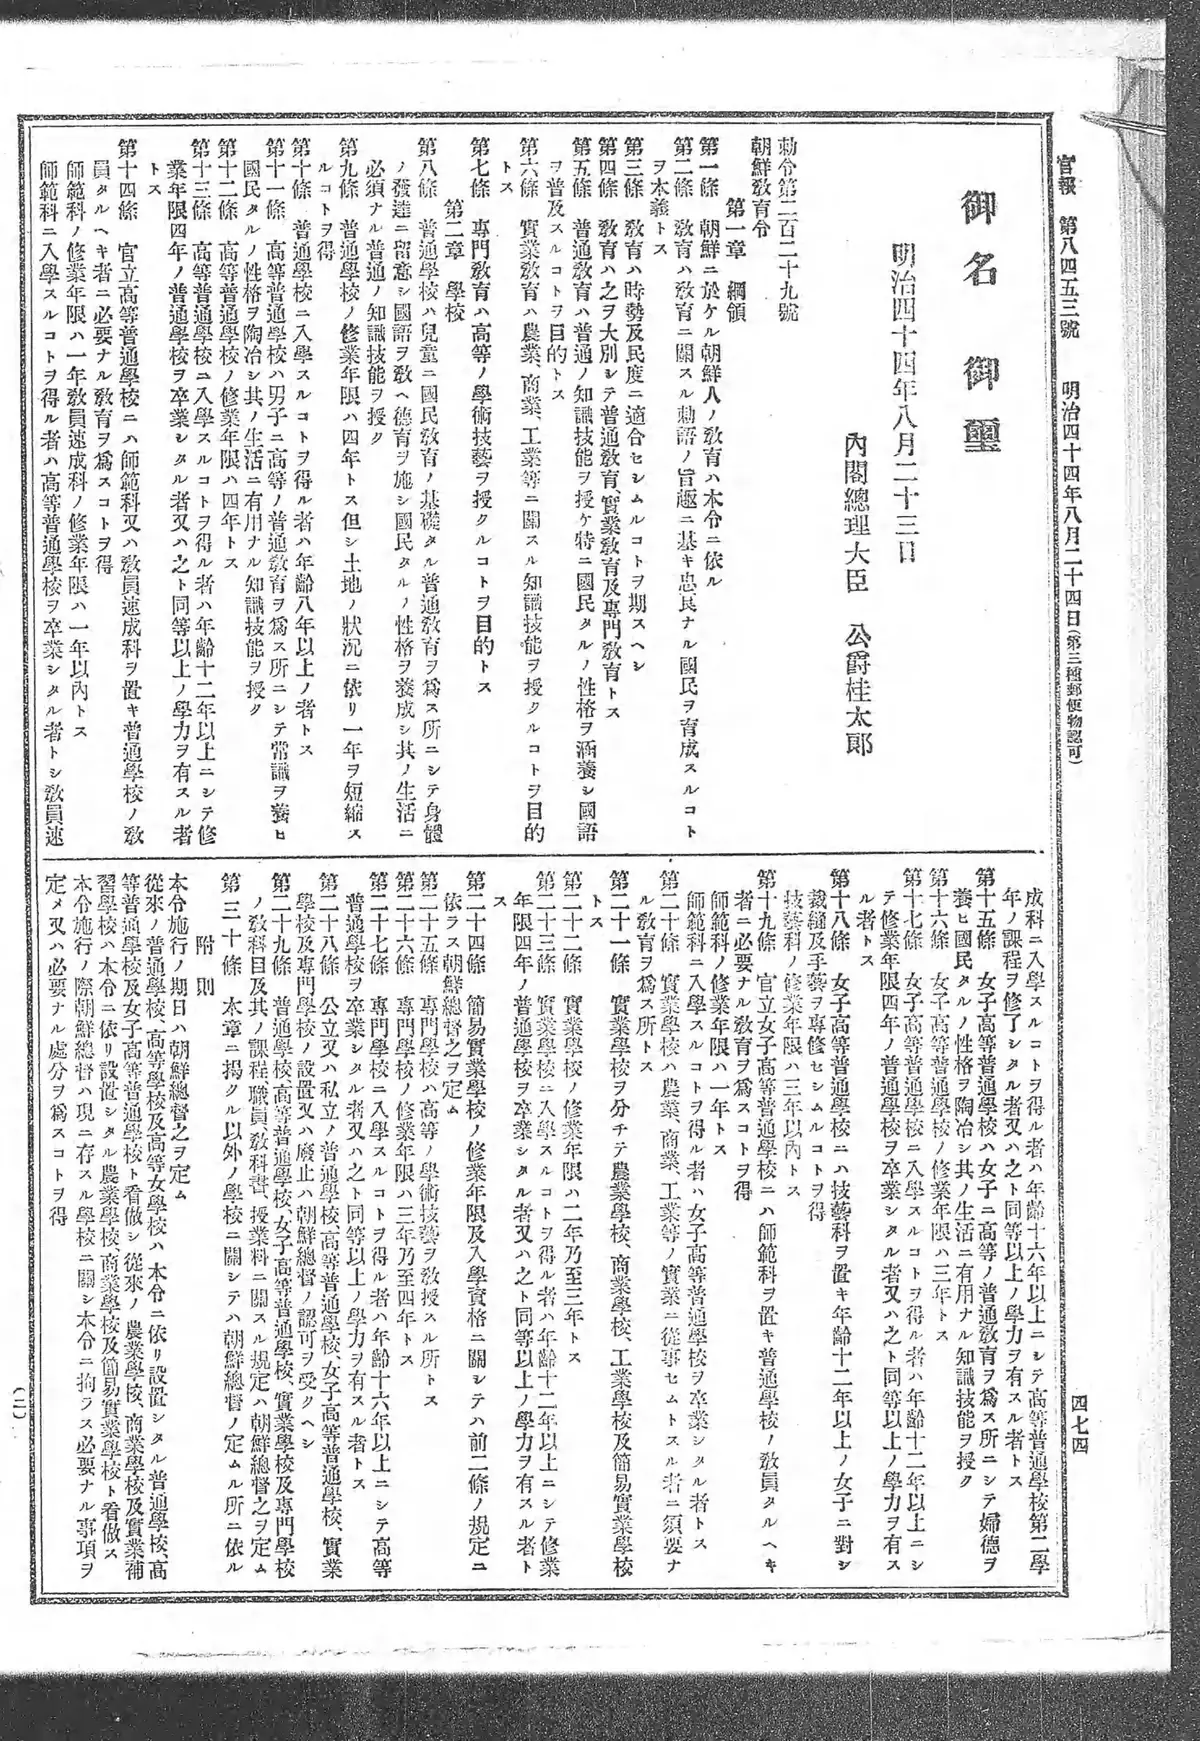 官報 第八四五三號 明治四十四年八月二十四日(第三種郵便物認可)
四七四
御名御璽
明治四十四年八月二十三日
內閣總理大臣 公爵桂太郎
勅令第二百二十九號
朝鮮敎育令
第一章 綱領
第一條 朝鮮ニ於ケル朝鮮人ノ敎育ハ本令ニ依ル
第二條 敎育ハ敎育ニ關スル勅語ノ旨趣ニ基キ忠良ナル國民ヲ育成スルコト
ヲ本義トス
第三條 敎育ハ時勢及民度ニ適合セシムルコトヲ期スヘシ
第四條 敎育ハ之ヲ大別シテ普通敎育、實業敎育及專門敎育トス
第五條 普通敎育ハ普通ノ知識技能ヲ授ケ特ニ國民タルノ性格ヲ涵養シ國語
ヲ普及スルコトヲ目的トス
第六條 實業敎育ハ農業、商業、工業等ニ關スル知識技能ヲ授クルコトヲ目的
トス
第七條 專門敎育ハ高等ノ學術技藝ヲ授クルコトヲ目的トス
第二章 學校
第八條 普通學校ハ兒童ニ國民敎育ノ基礎タル普通敎育ヲ爲ス所ニシテ身體
ノ發達ニ留意シ國語ヲ敎ヘ德育ヲ施シ國民タルノ性格ヲ養成シ其ノ生活ニ
必須ナル普通ノ知識技能ヲ授ク
第九條 普通學校ノ修業年限ハ四年トス但シ土地ノ狀況ニ依リ一年ヲ短縮ス
ルコトヲ得
第十條 普通學校ニ入學スルコトヲ得ル者ハ年齡八年以上ノ者トス
第十一條 高等普通學校ハ男子ニ高等ノ普通敎育ヲ爲ス所ニシテ常識ヲ養ヒ
國民タルノ性格ヲ陶冶シ其ノ生活ニ有用ナル知識技能ヲ授ク
第十二條 高等普通學校ノ修業年限ハ四年トス
第十三條 高等普通學校ニ入學スルコトヲ得ル者ハ年齡十二年以上ニシテ修
業年限四年ノ普通學校ヲ卒業シタル者又ハ之ト同等以上ノ學力ヲ有スル者
トス
第十四條 官立高等普通學校ニハ師範科又ハ敎員速成科ヲ置キ普通學校ノ敎
員タルヘキ者ニ必要ナル敎育ヲ爲スコトヲ得
師範科ノ修業年限ハ一年敎員速成科ノ修業年限ハ一年以內トス
師範科ニ入學スルコトヲ得ル者ハ高等普通學校ヲ卒業シタル者トシ敎員速
成科ニ入學スルコトヲ得ル者ハ年齡十六年以上ニシテ高等普通學校第二學
年ノ課程ヲ修了シタル者又ハ之ト同等以上ノ學力ヲ有スル者トス
第十五條 女子高等普通學校ハ女子ニ高等ノ普通敎育ヲ爲ス所ニシテ婦德ヲ
養ヒ國民タルノ性格ヲ陶冶シ其ノ生活ニ有用ナル知識技能ヲ授ク
第十六條 女子高等普通學校ノ修業年限ハ三年トス
第十七條 女子高等普通學校ニ入學スルコトヲ得ル者ハ年齡十二年以上ニシ
テ修業年限四年ノ普通學校ヲ卒業シタル者又ハ之ト同等以上ノ學力ヲ有ス
ル者トス
第十八條 女子高等普通學校ニハ技藝科ヲ置キ年齡十二年以上ノ女子ニ對シ
裁縫及手藝ヲ專修セシムルコトヲ得
技藝科ノ修業年限ハ三年以內トス
第十九條 官立女子高等普通學校ニハ師範科ヲ置キ普通學校ノ敎員タルヘキ
者ニ必要ナル敎育ヲ爲スコトヲ得
師範科ノ修業年限ハ一年トス
師範科ニ入學スルコトヲ得ル者ハ女子高等普通學校ヲ卒業シタル者トス
第二十條 實業學校ハ農業、商業、工業等ノ實業ニ從事セムトスル者ニ須要ナ
ル敎育ヲ爲ス所トス
第二十一條 實業學校ヲ分チテ農業學校、商業學校、工業學校及簡易實業學校
トス
第二十二條 實業學校ノ修業年限ハ二年乃至三年トス
第二十三條 實業學校ニ入學スルコトヲ得ル者ハ年齡十二年以上ニシテ修業
年限四年ノ普通學校ヲ卒業シタル者又ハ之ト同等以上ノ學力ヲ有スル者ト
ス
第二十四條 簡易實業學校ノ修業年限及入學資格ニ關シテハ前二條ノ規定ニ
依ラス朝鮮總督之ヲ定ム
第二十五條 專門學校ハ高等ノ學術技藝ヲ敎授スル所トス
第二十六條 專門學校ノ修業年限ハ三年乃至四年トス
第二十七條 專門學校ニ入學スルコトヲ得ル者ハ年齡十六年以上ニシテ高等
普通學校ヲ卒業シタル者又ハ之ト同等以上ノ學力ヲ有スル者トス
第二十八條 公立又ハ私立ノ普通學校、高等普通學校、女子高等普通學校、實業
學校及專門學校ノ設置又ハ廢止ハ朝鮮總督ノ認可ヲ受クヘシ
第二十九條 普通學校、高等普通學校、女子高等普通學校、實業學校及專門學校
ノ敎科目及其ノ課程、職員、敎科書、授業料ニ關スル規定ハ朝鮮總督之ヲ定ム
第三十條 本章ニ揭クル以外ノ學校ニ關シテハ朝鮮總督ノ定ムル所ニ依ル
附則
本令施行ノ期日ハ朝鮮總督之ヲ定ム
從來ノ普通學校、高等學校及高等女學校ハ本令ニ依リ設置シタル普通學校、高
等普通學校及女子高等普通學校ト看做シ從來ノ農業學校、商業學校及實業補
習學校ハ本令ニ依リ設置シタル農業學校、商業學校及簡易實業學校ト看做ス
本令施行ノ際朝鮮總督ハ現ニ存スル學校ニ關シ本令ニ拘ラス必要ナル事項ヲ
定メ又ハ必要ナル處分ヲ爲スコトヲ得
(二)